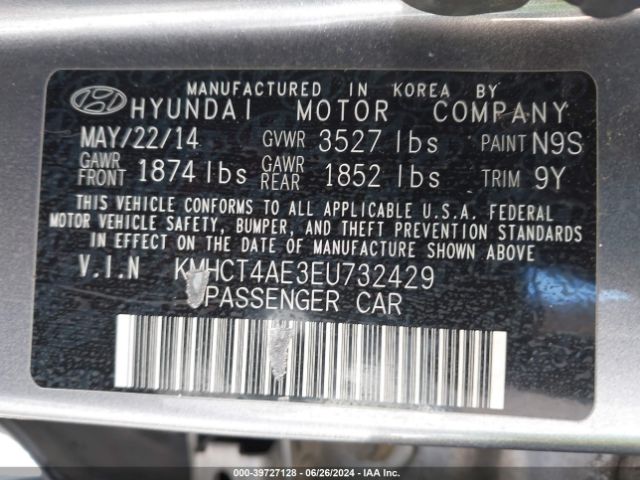 MANUFACTURED IN KOREA BY
HYUNDAI MOTOR COMPANY
MAY/22/14 GVWR 3527 lbs PAINT N9S
GAWR FRONT 1874 lbs GAWR REAR 1852 lbs TRIM 9Y
THIS VEHICLE CONFORMS TO ALL APPLICABLE U.S.A. FEDERAL
MOTOR VEHICLE SAFETY, BUMPER, AND THEFT PREVENTION STANDARDS
IN EFFECT ON THE DATE OF MANUFACTURE SHOWN ABOVE
V.I.N KMHCT4AE3EU732429
PASSENGER CAR
000-39727128 - 06/26/2024 - IAA Inc.